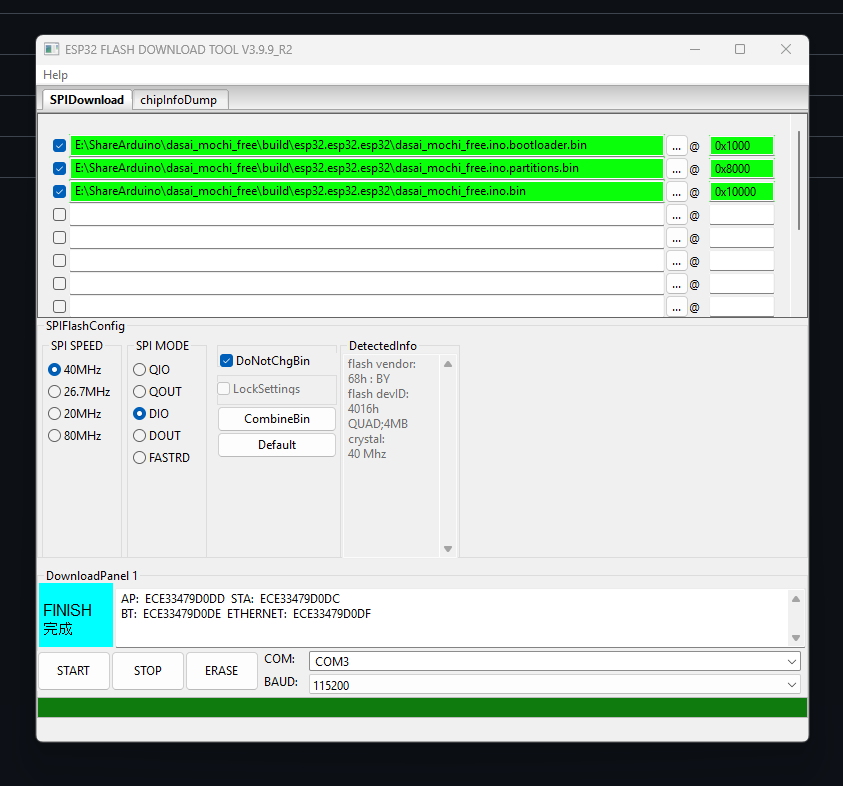 ESP32 FLASH DOWNLOAD TOOL V3.9.9_R2
Help
SPIDownload chipInfoDump
E:\ShareArduino\dasai_mochi_free\build\esp32.esp32.esp32\dasai_mochi_free.ino.bootloader.bin ... @ 0x1000
E:\ShareArduino\dasai_mochi_free\build\esp32.esp32.esp32\dasai_mochi_free.ino.partitions.bin ... @ 0x8000
E:\ShareArduino\dasai_mochi_free\build\esp32.esp32.esp32\dasai_mochi_free.ino.bin ... @ 0x10000
... @
... @
... @
... @
... @
SPIFlashConfig
SPI SPEED
40MHz
26.7MHz
20MHz
80MHz
SPI MODE
QIO
QOUT
DIO
DOUT
FASTRD
DoNotChgBin
LockSettings
CombineBin
Default
DetectedInfo
flash vendor:
68h : BY
flash devID:
4016h
QUAD;4MB
crystal:
40 Mhz
DownloadPanel 1
FINISH
完成
AP: ECE33479D0DD STA: ECE33479D0DC
BT: ECE33479D0DE ETHERNET: ECE33479D0DF
START STOP ERASE
COM: COM3
BAUD: 115200